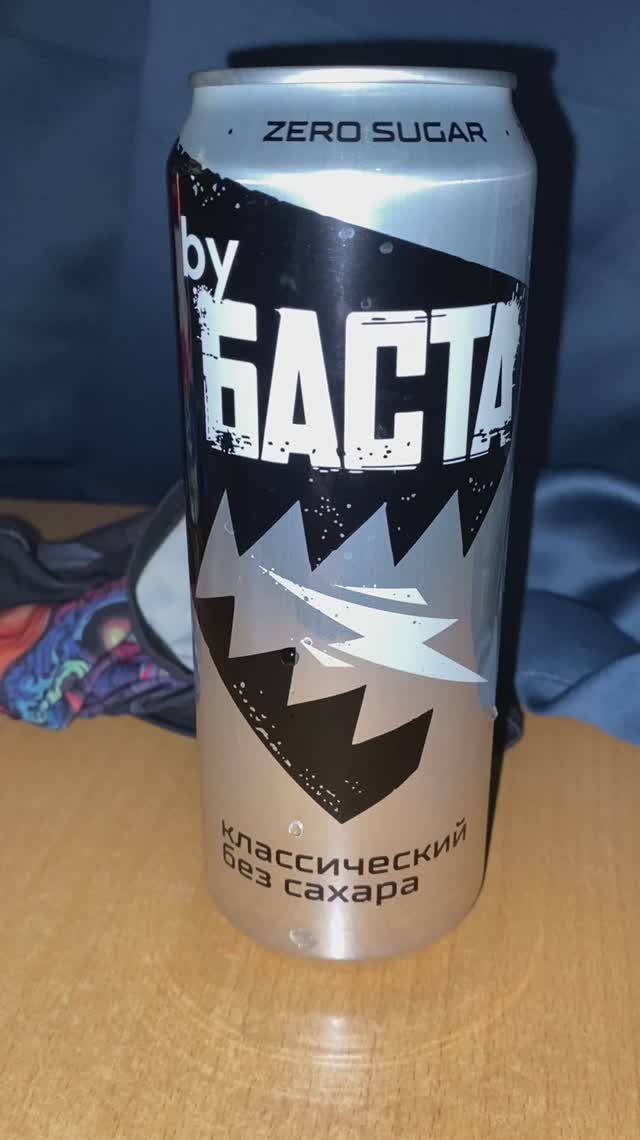 ZERO SUGAR
by
БАСТА
классический
без сахара